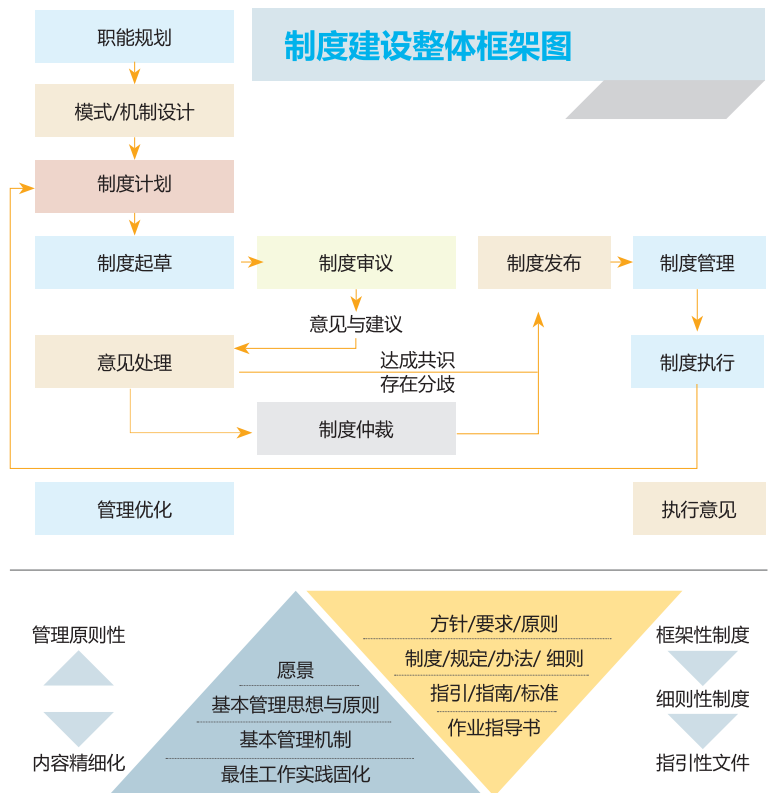 制度建设整体框架图
职能规划
模式/机制设计
制度计划
制度起草
制度审议
制度发布
制度管理
意见与建议
意见处理
达成共识
存在分歧
制度执行
制度仲裁
管理优化
执行意见
管理原则性
内容精细化
愿景
基本管理思想与原则
基本管理机制
最佳工作实践固化
方针/要求/原则
制度/规定/办法/ 细则
指引/指南/标准
作业指导书
框架性制度
细则性制度
指引性文件